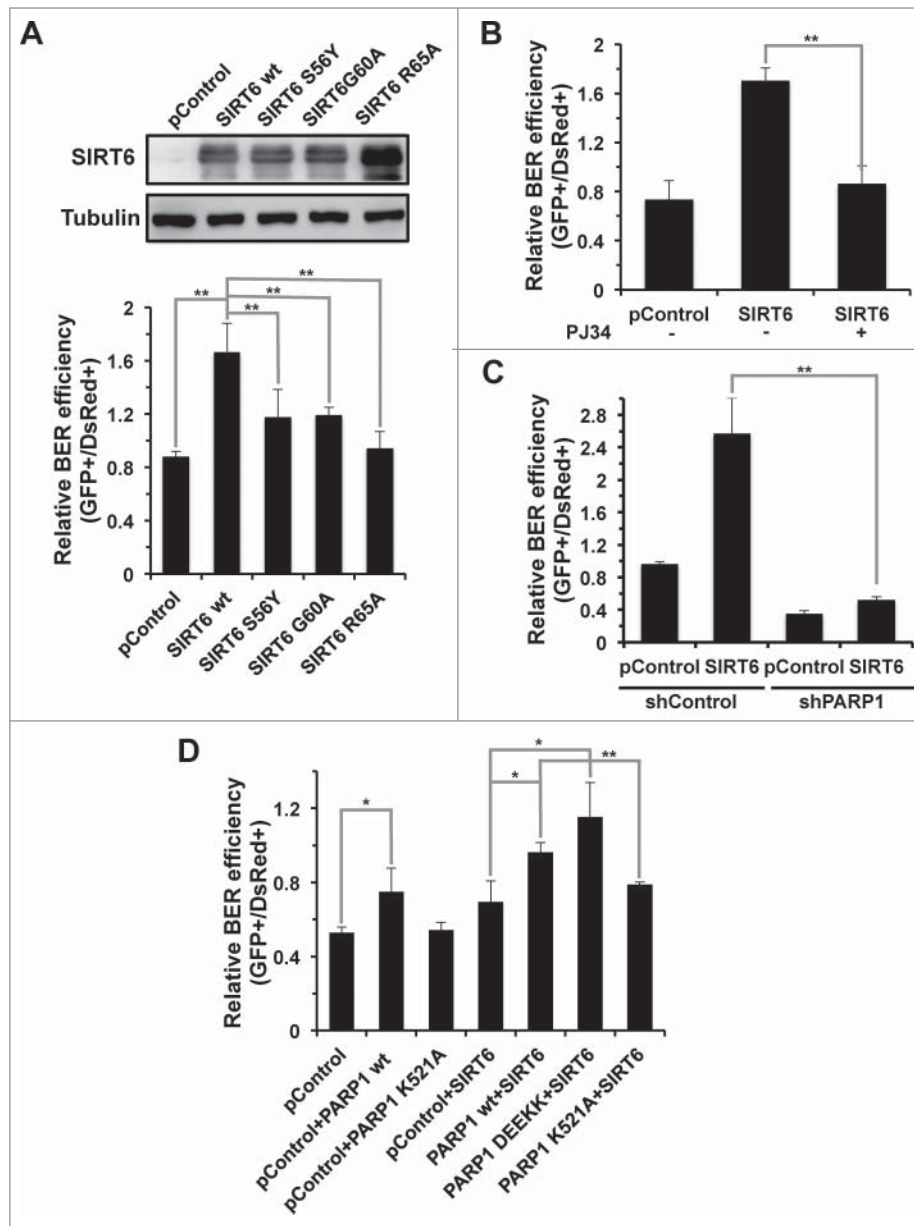 A
pControl
SIRT6 wt
SIRT6 S56Y
SIRT6G60A
SIRT6 R65A
SIRT6
Tubulin
Relative BER efficiency
(GFP+/DsRed+)
2
1.6
1.2
0.8
0.4
0
**
**
**
**
pControl
SIRT6 wt
SIRT6 S56Y
SIRT6 G60A
SIRT6 R65A
B
Relative BER efficiency
(GFP+/DsRed+)
2
1.6
1.2
0.8
0.4
0
**
pControl SIRT6 SIRT6
PJ34 - - +
C
Relative BER efficiency
(GFP+/DsRed+)
2.8
2.4
2
1.6
1.2
0.8
0.4
0
**
pControl SIRT6 pControl SIRT6
shControl shPARP1
D
Relative BER efficiency
(GFP+/DsRed+)
1.2
0.8
0.4
0
*
*
*
**
pControl
pControl+PARP1 wt
pControl+PARP1 K521A
pControl+SIRT6
PARP1 wt+SIRT6
PARP1 DEEKK+SIRT6
PARP1 K521A+SIRT6